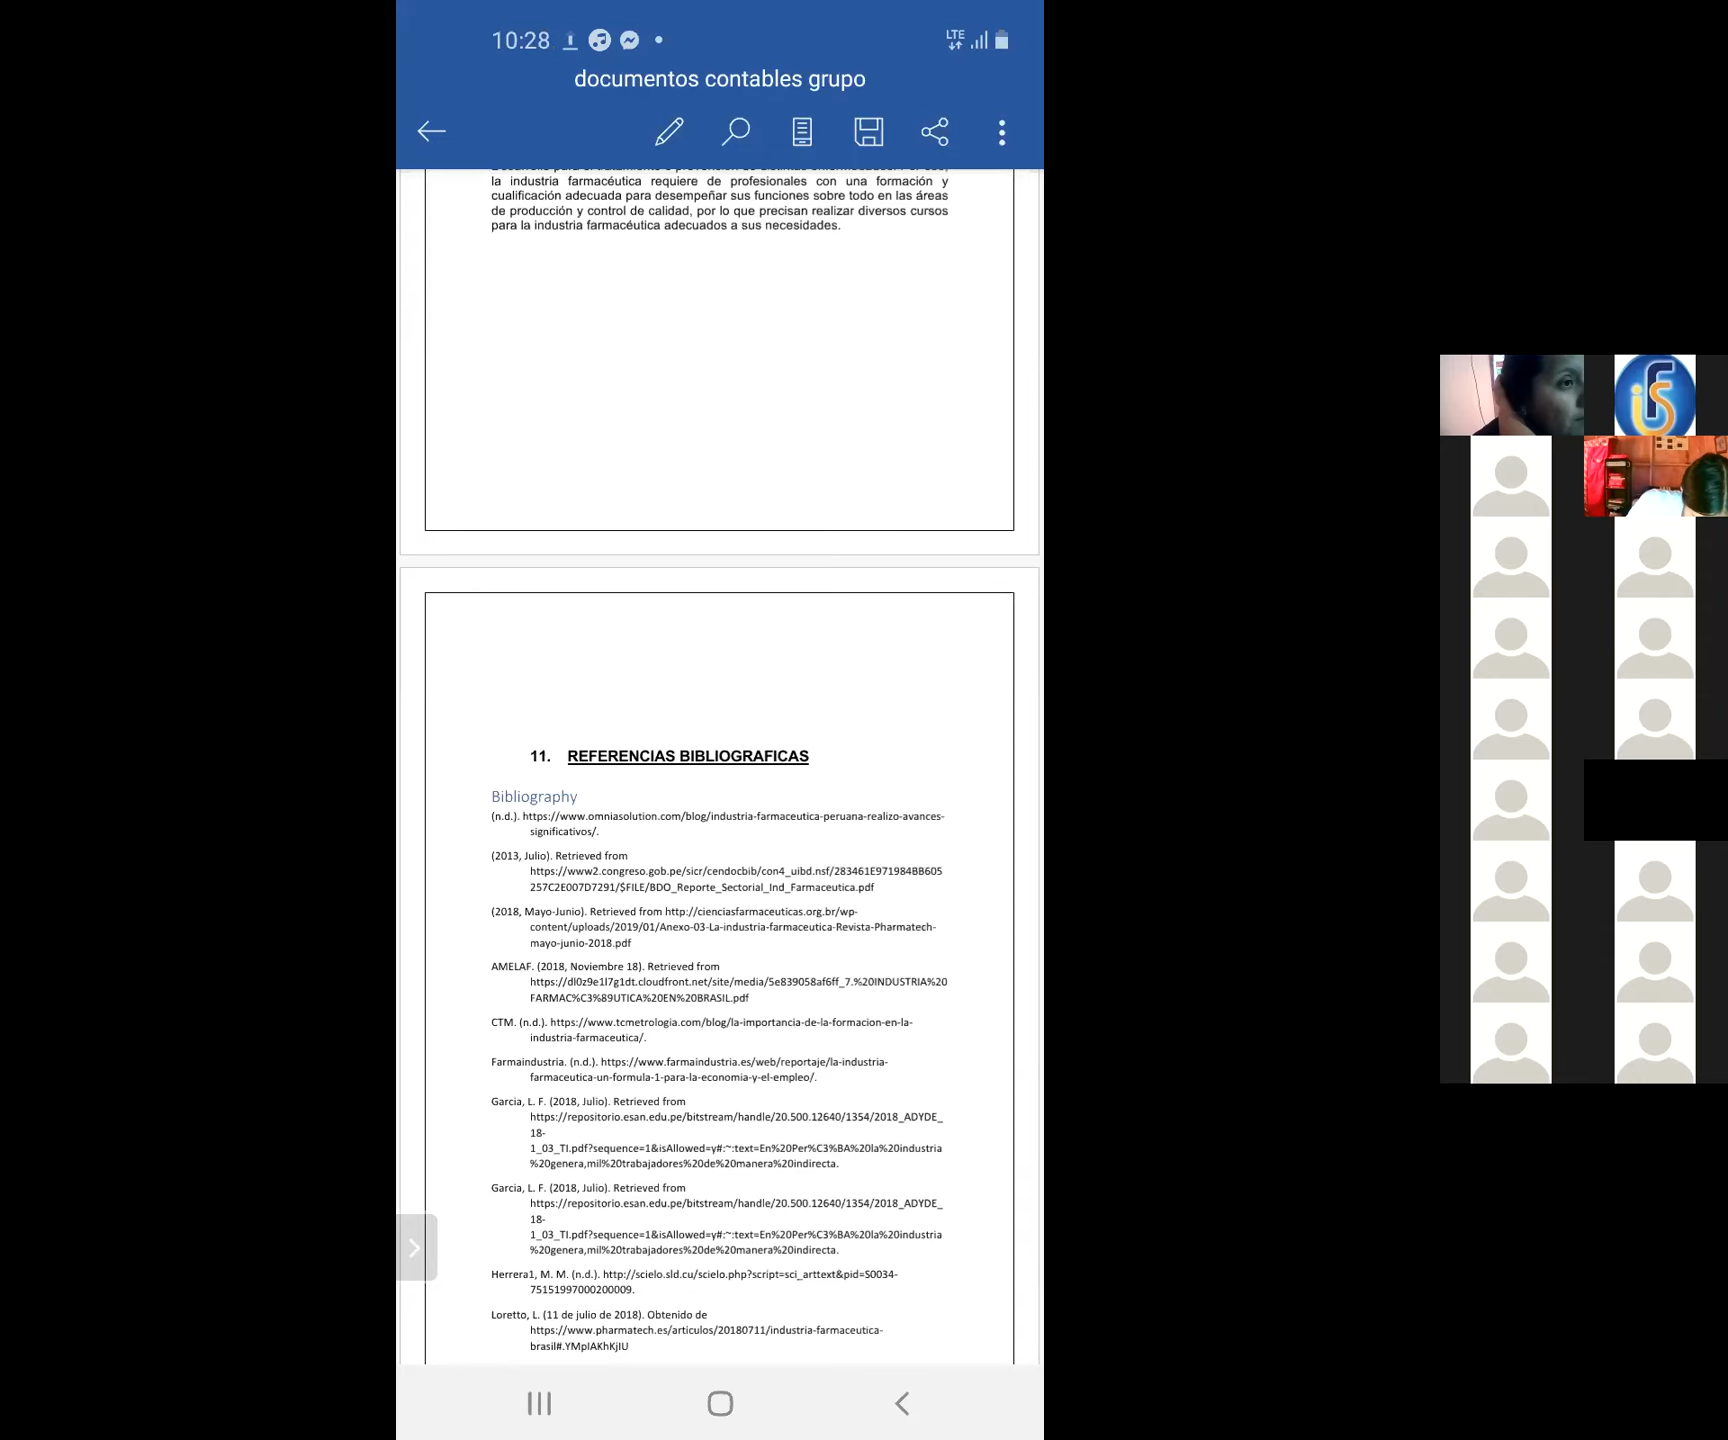 10:28
LTE
documentos contables grupo
Desarrollo para el tratamiento o prevención de distintas enfermedades. Por eso,
la industria farmacéutica requiere de profesionales con una formación y
cualificación adecuada para desempeñar sus funciones sobre todo en las áreas
de producción y control de calidad, por lo que precisan realizar diversos cursos
para la industria farmacéutica adecuados a sus necesidades.
11. REFERENCIAS BIBLIOGRAFICAS
Bibliography
(n.d.). https://www.omniasolution.com/blog/industria-farmaceutica-peruana-realizo-avances-
significativos/.
(2013, Julio). Retrieved from
https://www2.congreso.gob.pe/sicr/cendocbib/con4_uibd.nsf/283461E971984BB605
257C2E007D7291/$FILE/BDO_Reporte_Sectorial_Ind_Farmaceutica.pdf
(2018, Mayo-Junio). Retrieved from http://cienciasfarmaceuticas.org.br/wp-
content/uploads/2019/01/Anexo-03-La-industria-farmaceutica-Revista-Pharmatech-
mayo-junio-2018.pdf
AMELAF. (2018, Noviembre 18). Retrieved from
https://dl0z9e1l7g1dt.cloudfront.net/site/media/5e839058af6ff_7.%20INDUSTRIA%20
FARMAC%C3%89UTICA%20EN%20BRASIL.pdf
CTM. (n.d.). https://www.tcmetrologia.com/blog/la-importancia-de-la-formacion-en-la-
industria-farmaceutica/.
Farmaindustria. (n.d.). https://www.farmaindustria.es/web/reportaje/la-industria-
farmaceutica-un-formula-1-para-la-economia-y-el-empleo/.
Garcia, L. F. (2018, Julio). Retrieved from
https://repositorio.esan.edu.pe/bitstream/handle/20.500.12640/1354/2018_ADYDE_
18-
1_03_TI.pdf?sequence=1&isAllowed=y#:~:text=En%20Per%C3%BA%20la%20industria
%20genera,mil%20trabajadores%20de%20manera%20indirecta.
Garcia, L. F. (2018, Julio). Retrieved from
https://repositorio.esan.edu.pe/bitstream/handle/20.500.12640/1354/2018_ADYDE_
18-
1_03_TI.pdf?sequence=1&isAllowed=y#:~:text=En%20Per%C3%BA%20la%20industria
%20genera,mil%20trabajadores%20de%20manera%20indirecta.
Herrera1, M. M. (n.d.). http://scielo.sld.cu/scielo.php?script=sci_arttext&pid=S0034-
75151997000200009.
Loretto, L. (11 de julio de 2018). Obtenido de
https://www.pharmatech.es/articulos/20180711/industria-farmaceutica-
brasil#.YMpIAKhKjIU